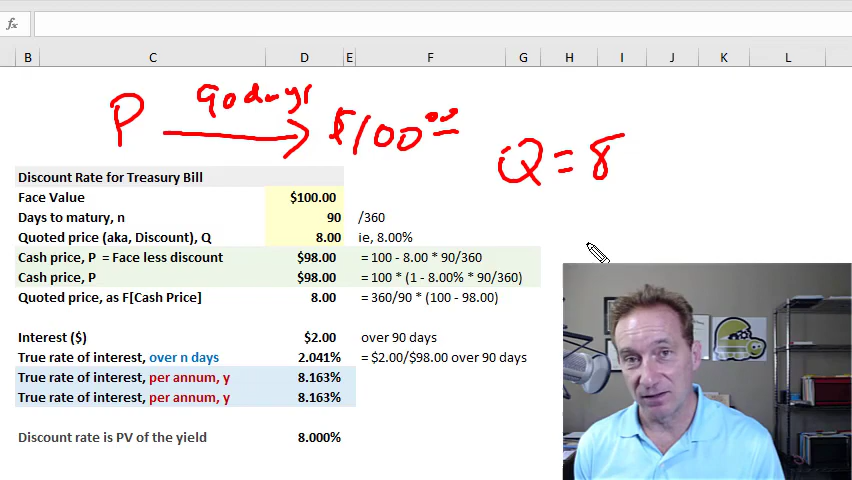 fx
B C D E F G H I J K L
P 90 days $100.00
Q = 8
Discount Rate for Treasury Bill
Face Value $100.00
Days to matury, n 90 /360
Quoted price (aka, Discount), Q 8.00 ie, 8.00%
Cash price, P = Face less discount $98.00 = 100 - 8.00 * 90/360
Cash price, P $98.00 = 100 * (1 - 8.00% * 90/360)
Quoted price, as F[Cash Price] 8.00 = 360/90 * (100 - 98.00)
Interest ($) $2.00 over 90 days
True rate of interest, over n days 2.041% = $2.00/$98.00 over 90 days
True rate of interest, per annum, y 8.163%
True rate of interest, per annum, y 8.163%
Discount rate is PV of the yield 8.000%